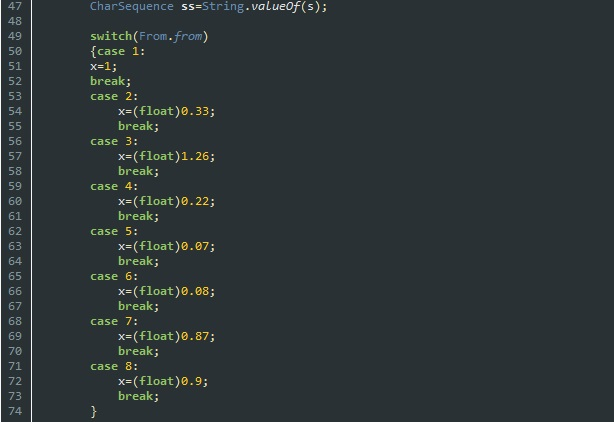 47 CharSequence ss=String.valueOf(s);
48
49 switch(From.from)
50 {case 1:
51 x=1;
52 break;
53 case 2:
54 x=(float)0.33;
55 break;
56 case 3:
57 x=(float)1.26;
58 break;
59 case 4:
60 x=(float)0.22;
61 break;
62 case 5:
63 x=(float)0.07;
64 break;
65 case 6:
66 x=(float)0.08;
67 break;
68 case 7:
69 x=(float)0.87;
70 break;
71 case 8:
72 x=(float)0.9;
73 break;
74 }